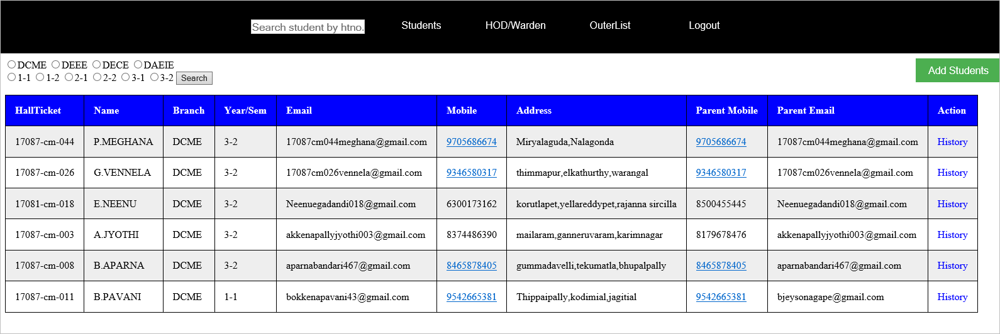 Search student by htno. Students HOD/Warden OuterList Logout
DCME DEEE DECE DAEIE
1-1 1-2 2-1 2-2 3-1 3-2 Search
Add Students
HallTicket Name Branch Year/Sem Email Mobile Address Parent Mobile Parent Email Action
17087-cm-044 P.MEGHANA DCME 3-2 17087cm044meghana@gmail.com 9705686674 Miryalaguda,Nalagonda 9705686674 17087cm044meghana@gmail.com History
17087-cm-026 G.VENNELA DCME 3-2 17087cm026vennela@gmail.com 9346580317 thimmapur,elkathurthy,warangal 9346580317 17087cm026vennela@gmail.com History
17081-cm-018 E.NEENU DCME 3-2 Neenuegadandi018@gmail.com 6300173162 korutlapet,yellareddypet,rajanna sircilla 8500455445 Neenuegadandi018@gmail.com History
17087-cm-003 A.JYOTHI DCME 3-2 akkenapallyjyothi003@gmail.com 8374486390 mailaram,ganneruvaram,karimnagar 8179678476 akkenapallyjyothi003@gmail.com History
17087-cm-008 B.APARNA DCME 3-2 aparnabandari467@gmail.com 8465878405 gummadavelli,tekumatla,bhupalpally 8465878405 aparnabandari467@gmail.com History
17087-cm-011 B.PAVANI DCME 1-1 bokkenapavani43@gmail.com 9542665381 Thippaipally,kodimial,jagitial 9542665381 bjeysonagape@gmail.com History